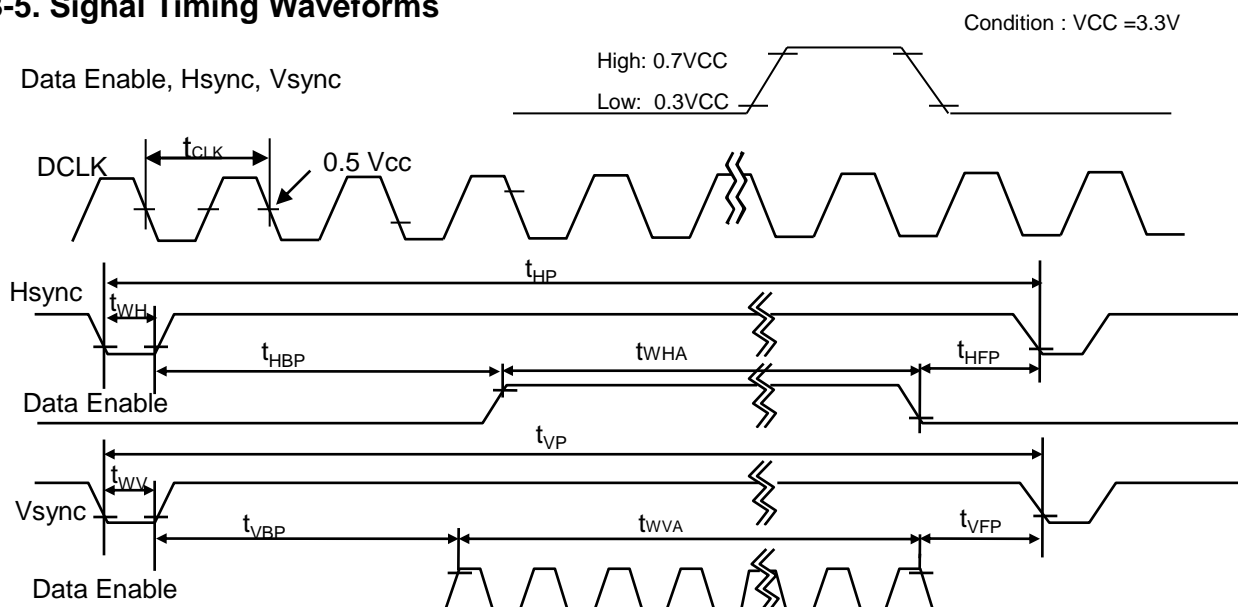 -5. Signal Timing Waveforms
Condition : VCC =3.3V
High: 0.7VCC
Data Enable, Hsync, Vsync
Low: 0.3VCC
tCLK
DCLK
0.5 Vcc
tHP
Hsync
tWH
tHBP
tWHA
tHFP
Data Enable
tVP
tWV
Vsync
tVBP
tWVA
tVFP
Data Enable